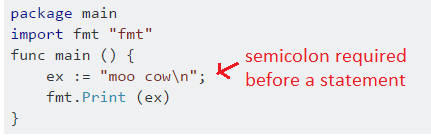 package main
import fmt "fmt"
func main () {
ex := "moo cow\n";
semicolon required
before a statement
fmt.Print (ex)
}